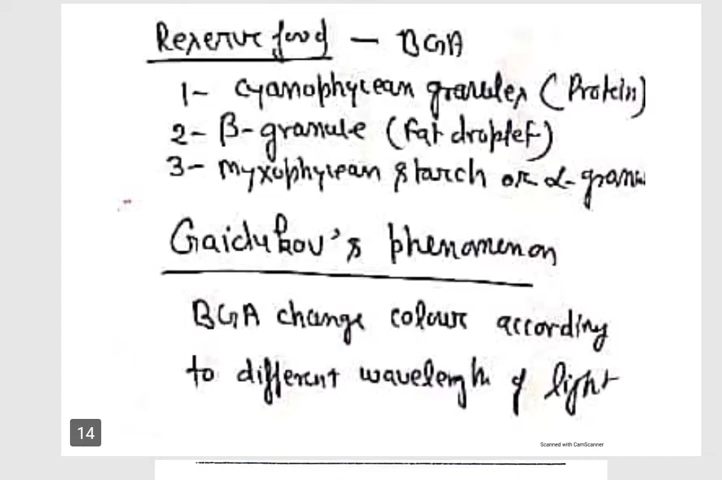 Reserve food — BGA
1- Cyanophycean granules (Protein)
2- β-granule (Fat droplet)
3- Myxophycean starch or α-granu
Gaidukov's phenomenon
BGA change colour according
to different wavelength of light
14
Scanned with CamScanner